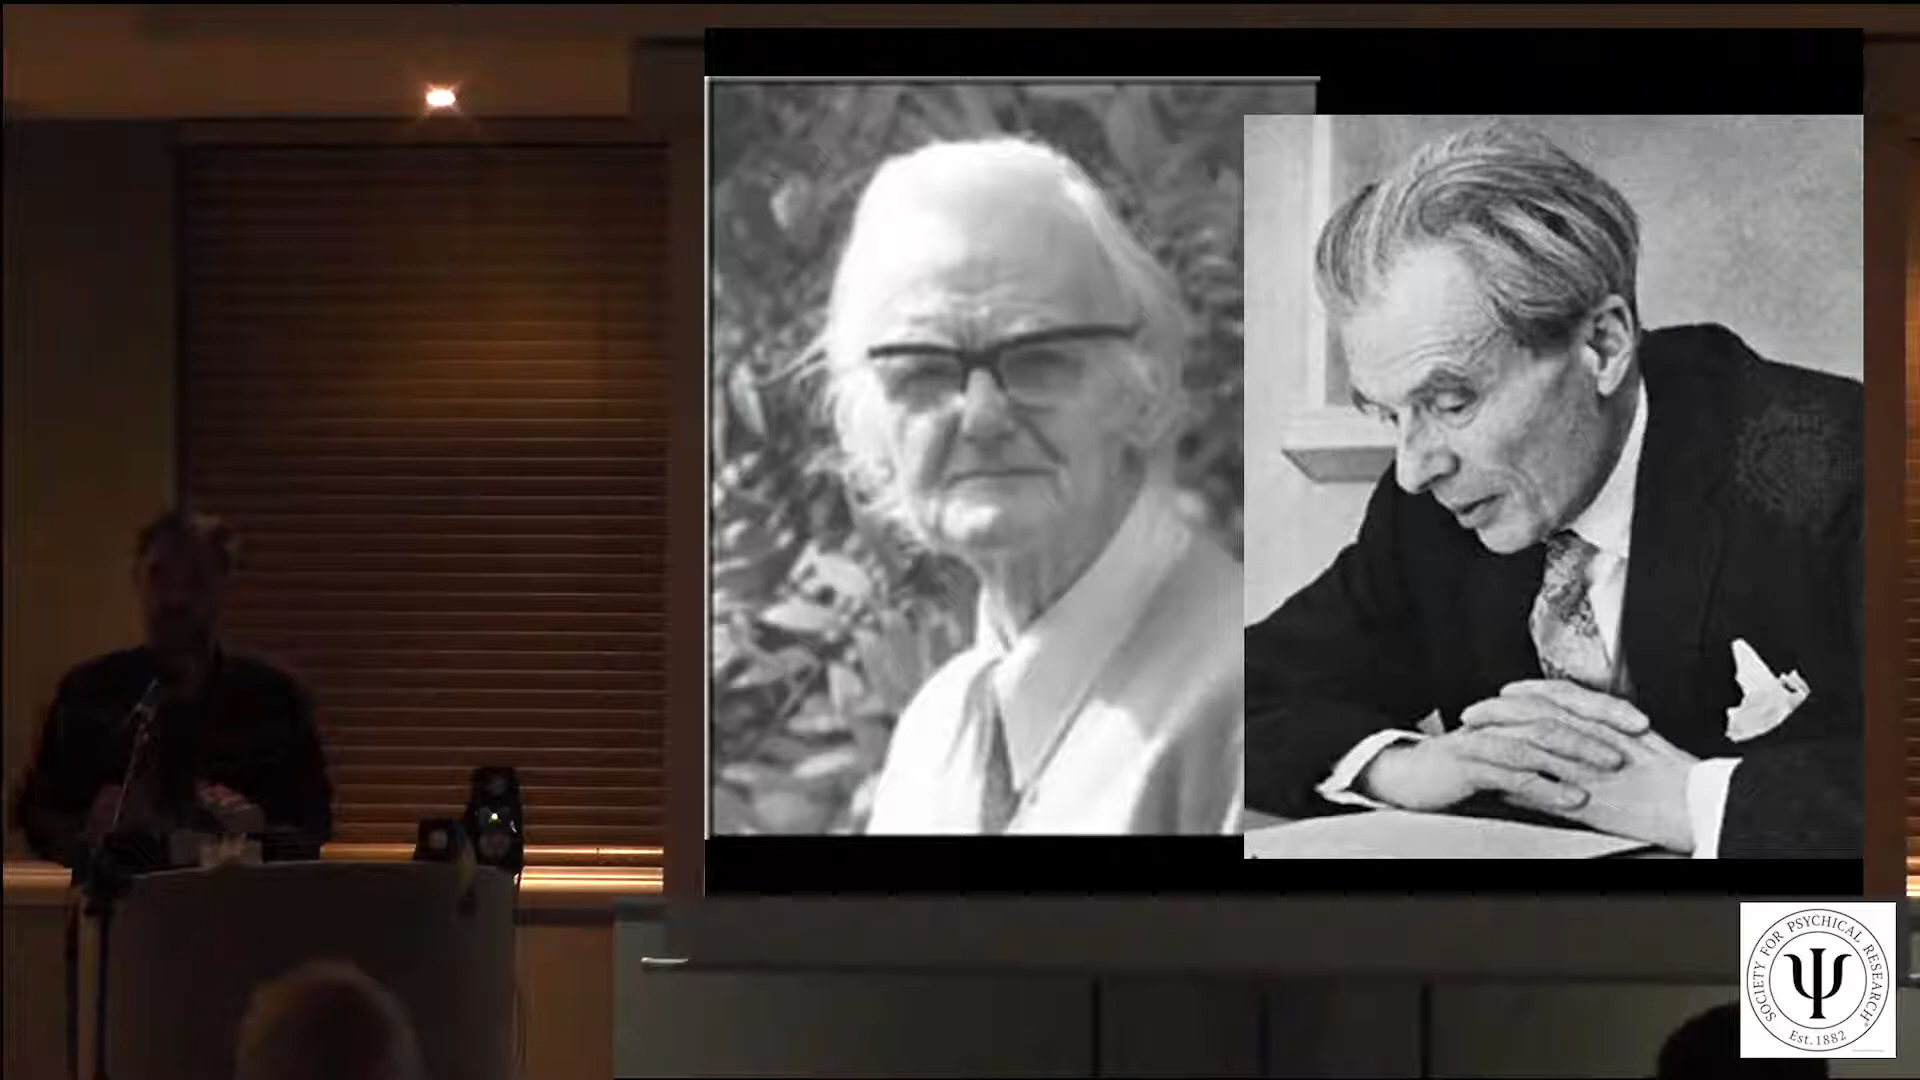 SOCIETY FOR PSYCHICAL RESEARCH
Ψ
Est. 1882